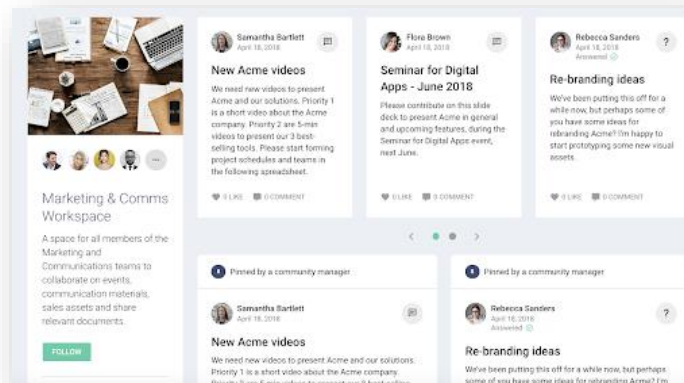 Marketing & Comms
Workspace
A space for all members of the
Marketing and
Communications teams to
collaborate on events,
communication materials,
sales assets and share
relevant documents.
FOLLOW
Samantha Bartlett
April 18, 2018
New Acme videos
We need new videos to present
Acme and our solutions. Priority 1
is a short video about the Acme
company. Priority 2 are 5-min
videos to present our 3 best-
selling tools. Please start forming
project schedules and teams in
the following spreadsheet.
0 LIKE 0 COMMENT
Flora Brown
April 18, 2018
Seminar for Digital
Apps - June 2018
Please contribute on this slide
deck to present Acme in general
and upcoming features, during the
Seminar for Digital Apps event,
next June.
0 LIKE 0 COMMENT
Rebecca Sanders
April 18, 2018
Answered
?
Re-branding ideas
We've been putting this off for a
while now, but perhaps some of
you have some ideas for
rebranding Acme? I'm happy to
start prototyping some new visual
assets.
0 LIKE 0 COMMENT
Pinned by a community manager
Samantha Bartlett
April 18, 2018
New Acme videos
We need new videos to present Acme and our solutions.
Priority 1 is a short video about the Acme company.
Pinned by a community manager
Rebecca Sanders
April 18, 2018
Answered
?
Re-branding ideas
We've been putting this off for a while now, but perhaps
some of you have some ideas for rebranding Acme? I'm